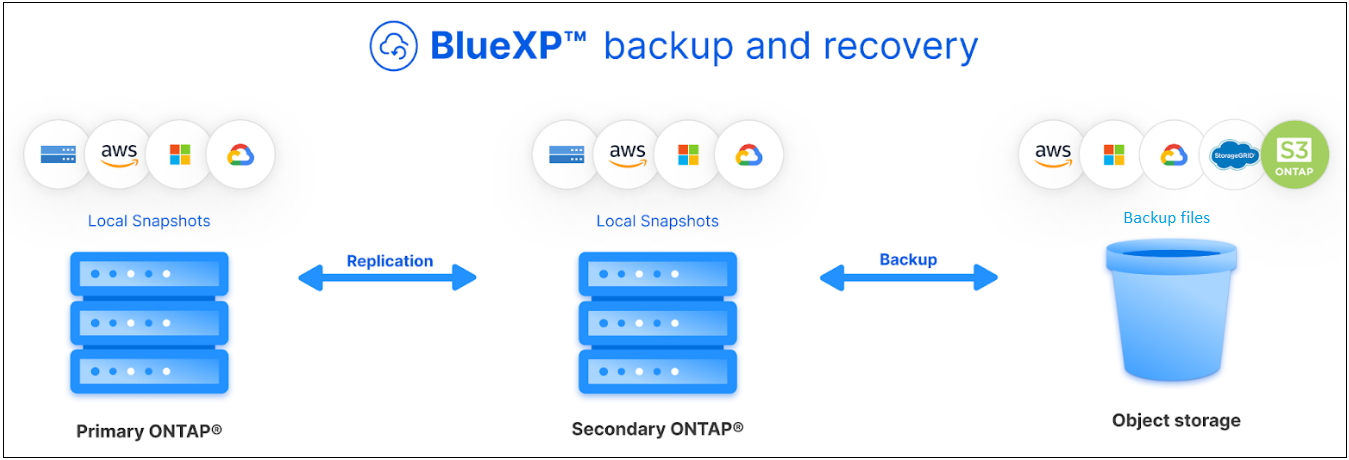 BlueXP™ backup and recovery
aws
aws
aws
StorageGRID®
S3
ONTAP
Local Snapshots
Local Snapshots
Backup files
Replication
Backup
Primary ONTAP®
Secondary ONTAP®
Object storage